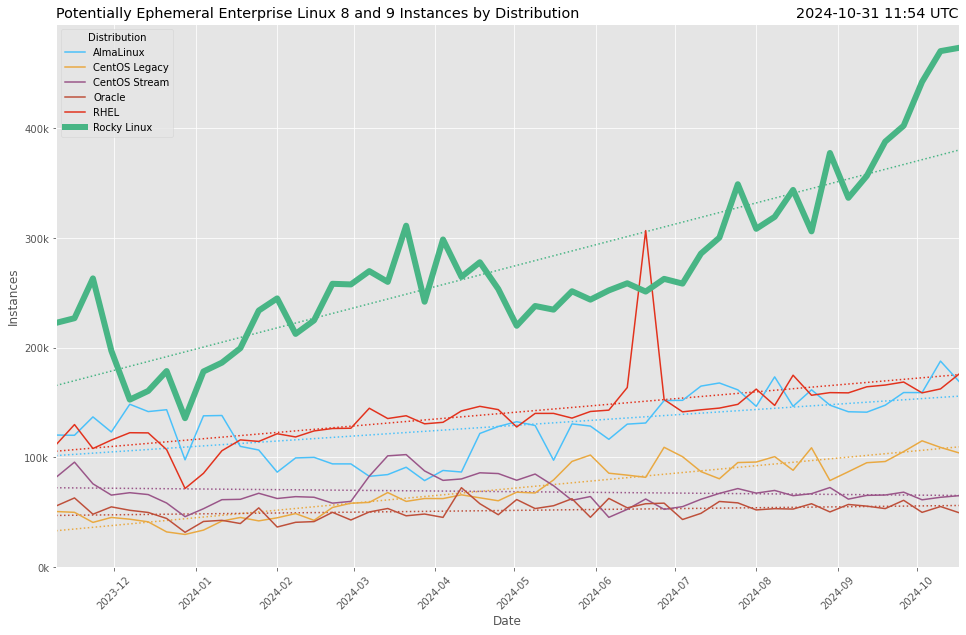 Potentially Ephemeral Enterprise Linux 8 and 9 Instances by Distribution
2024-10-31 11:54 UTC
Distribution
AlmaLinux
CentOS Legacy
CentOS Stream
Oracle
RHEL
Rocky Linux
400k
300k
200k
100k
0k
Instances
2023-12
2024-01
2024-02
2024-03
2024-04
2024-05
2024-06
2024-07
2024-08
2024-09
2024-10
Date